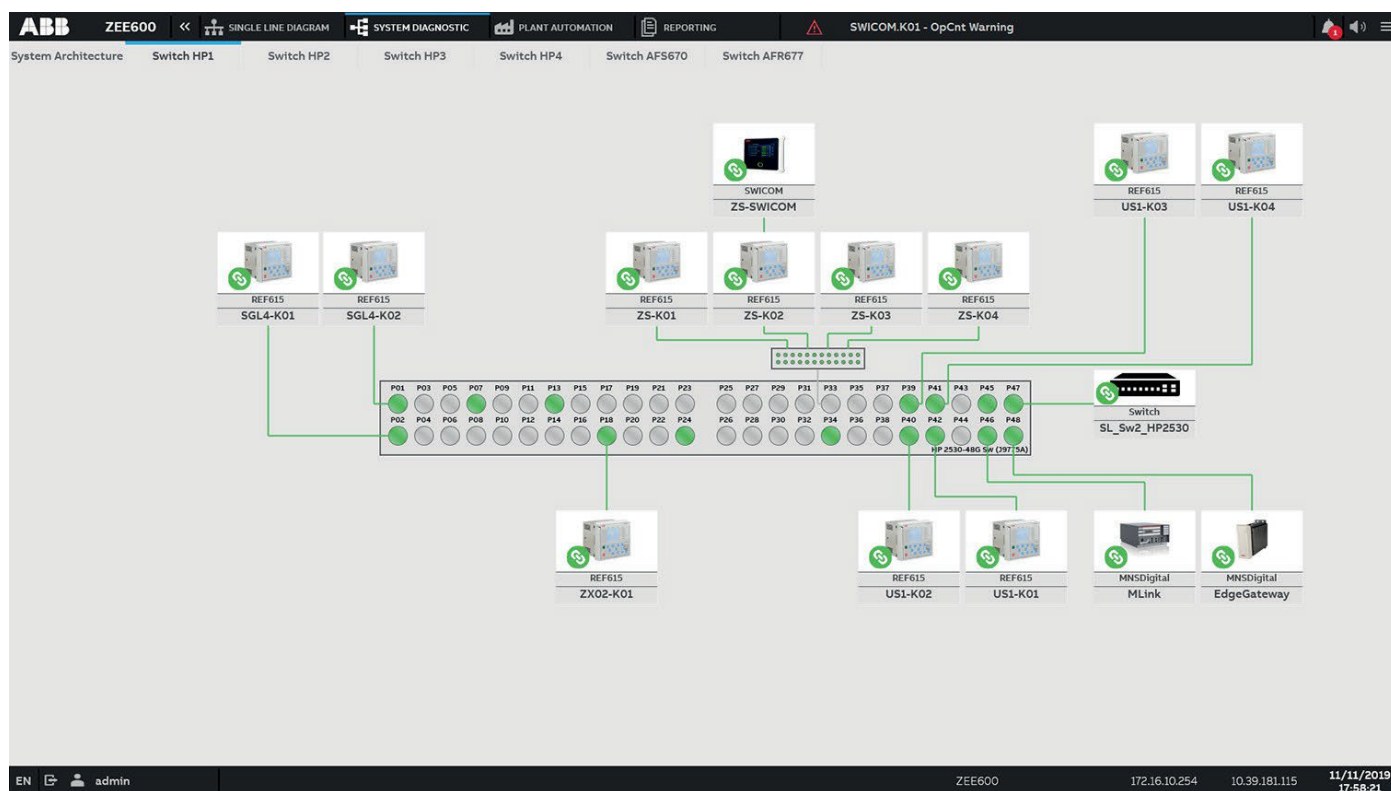 ABB ZEE600 « SINGLE LINE DIAGRAM SYSTEM DIAGNOSTIC PLANT AUTOMATION REPORTING SWICOM.K01 - OpCnt Warning 1
System Architecture Switch HP1 Switch HP2 Switch HP3 Switch HP4 Switch AFS670 Switch AFR677
SWICOM REF615 REF615
ZS-SWICOM US1-K03 US1-K04
REF615 REF615 REF615 REF615 REF615 REF615
SGL4-K01 SGL4-K02 ZS-K01 ZS-K02 ZS-K03 ZS-K04
P01 P03 P05 P07 P09 P11 P13 P15 P17 P19 P21 P23 P25 P27 P29 P31 P33 P35 P37 P39 P41 P43 P45 P47
Switch
P02 P04 P06 P08 P10 P12 P14 P16 P18 P20 P22 P24 P26 P28 P30 P32 P34 P36 P38 P40 P42 P44 P46 P48
SL_Sw2_HP2530
HP 2530-48G Sw (J9775A)
REF615 REF615 REF615 MNSDigital MNSDigital
ZX02-K01 US1-K02 US1-K01 MLink EdgeGateway
EN admin ZEE600 172.16.10.254 10.39.181.115 11/11/2019
17:58:21